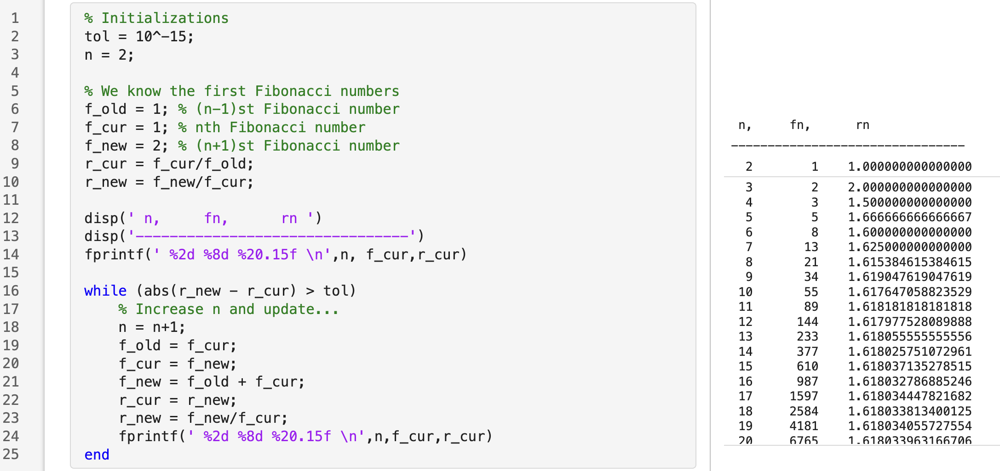 1 % Initializations
2 tol = 10^-15;
3 n = 2;
4
5 % We know the first Fibonacci numbers
6 f_old = 1; % (n-1)st Fibonacci number
7 f_cur = 1; % nth Fibonacci number
8 f_new = 2; % (n+1)st Fibonacci number
9 r_cur = f_cur/f_old;
10 r_new = f_new/f_cur;
11
12 disp(' n,     fn,      rn ')
13 disp('--------------------------------')
14 fprintf(' %2d %8d %20.15f \n',n, f_cur,r_cur)
15
16 while (abs(r_new - r_cur) > tol)
17     % Increase n and update...
18     n = n+1;
19     f_old = f_cur;
20     f_cur = f_new;
21     f_new = f_old + f_cur;
22     r_cur = r_new;
23     r_new = f_new/f_cur;
24     fprintf(' %2d %8d %20.15f \n',n,f_cur,r_cur)
25 end
n,     fn,      rn
--------------------------------
2        1    1.000000000000000
3        2    2.000000000000000
4        3    1.500000000000000
5        5    1.666666666666667
6        8    1.600000000000000
7       13    1.625000000000000
8       21    1.615384615384615
9       34    1.619047619047619
10       55    1.617647058823529
11       89    1.618181818181818
12      144    1.617977528089888
13      233    1.618055555555556
14      377    1.618025751072961
15      610    1.618037135278515
16      987    1.618032786885246
17     1597    1.618034447821682
18     2584    1.618033813400125
19     4181    1.618034055727554
20     6765    1.618033963166706